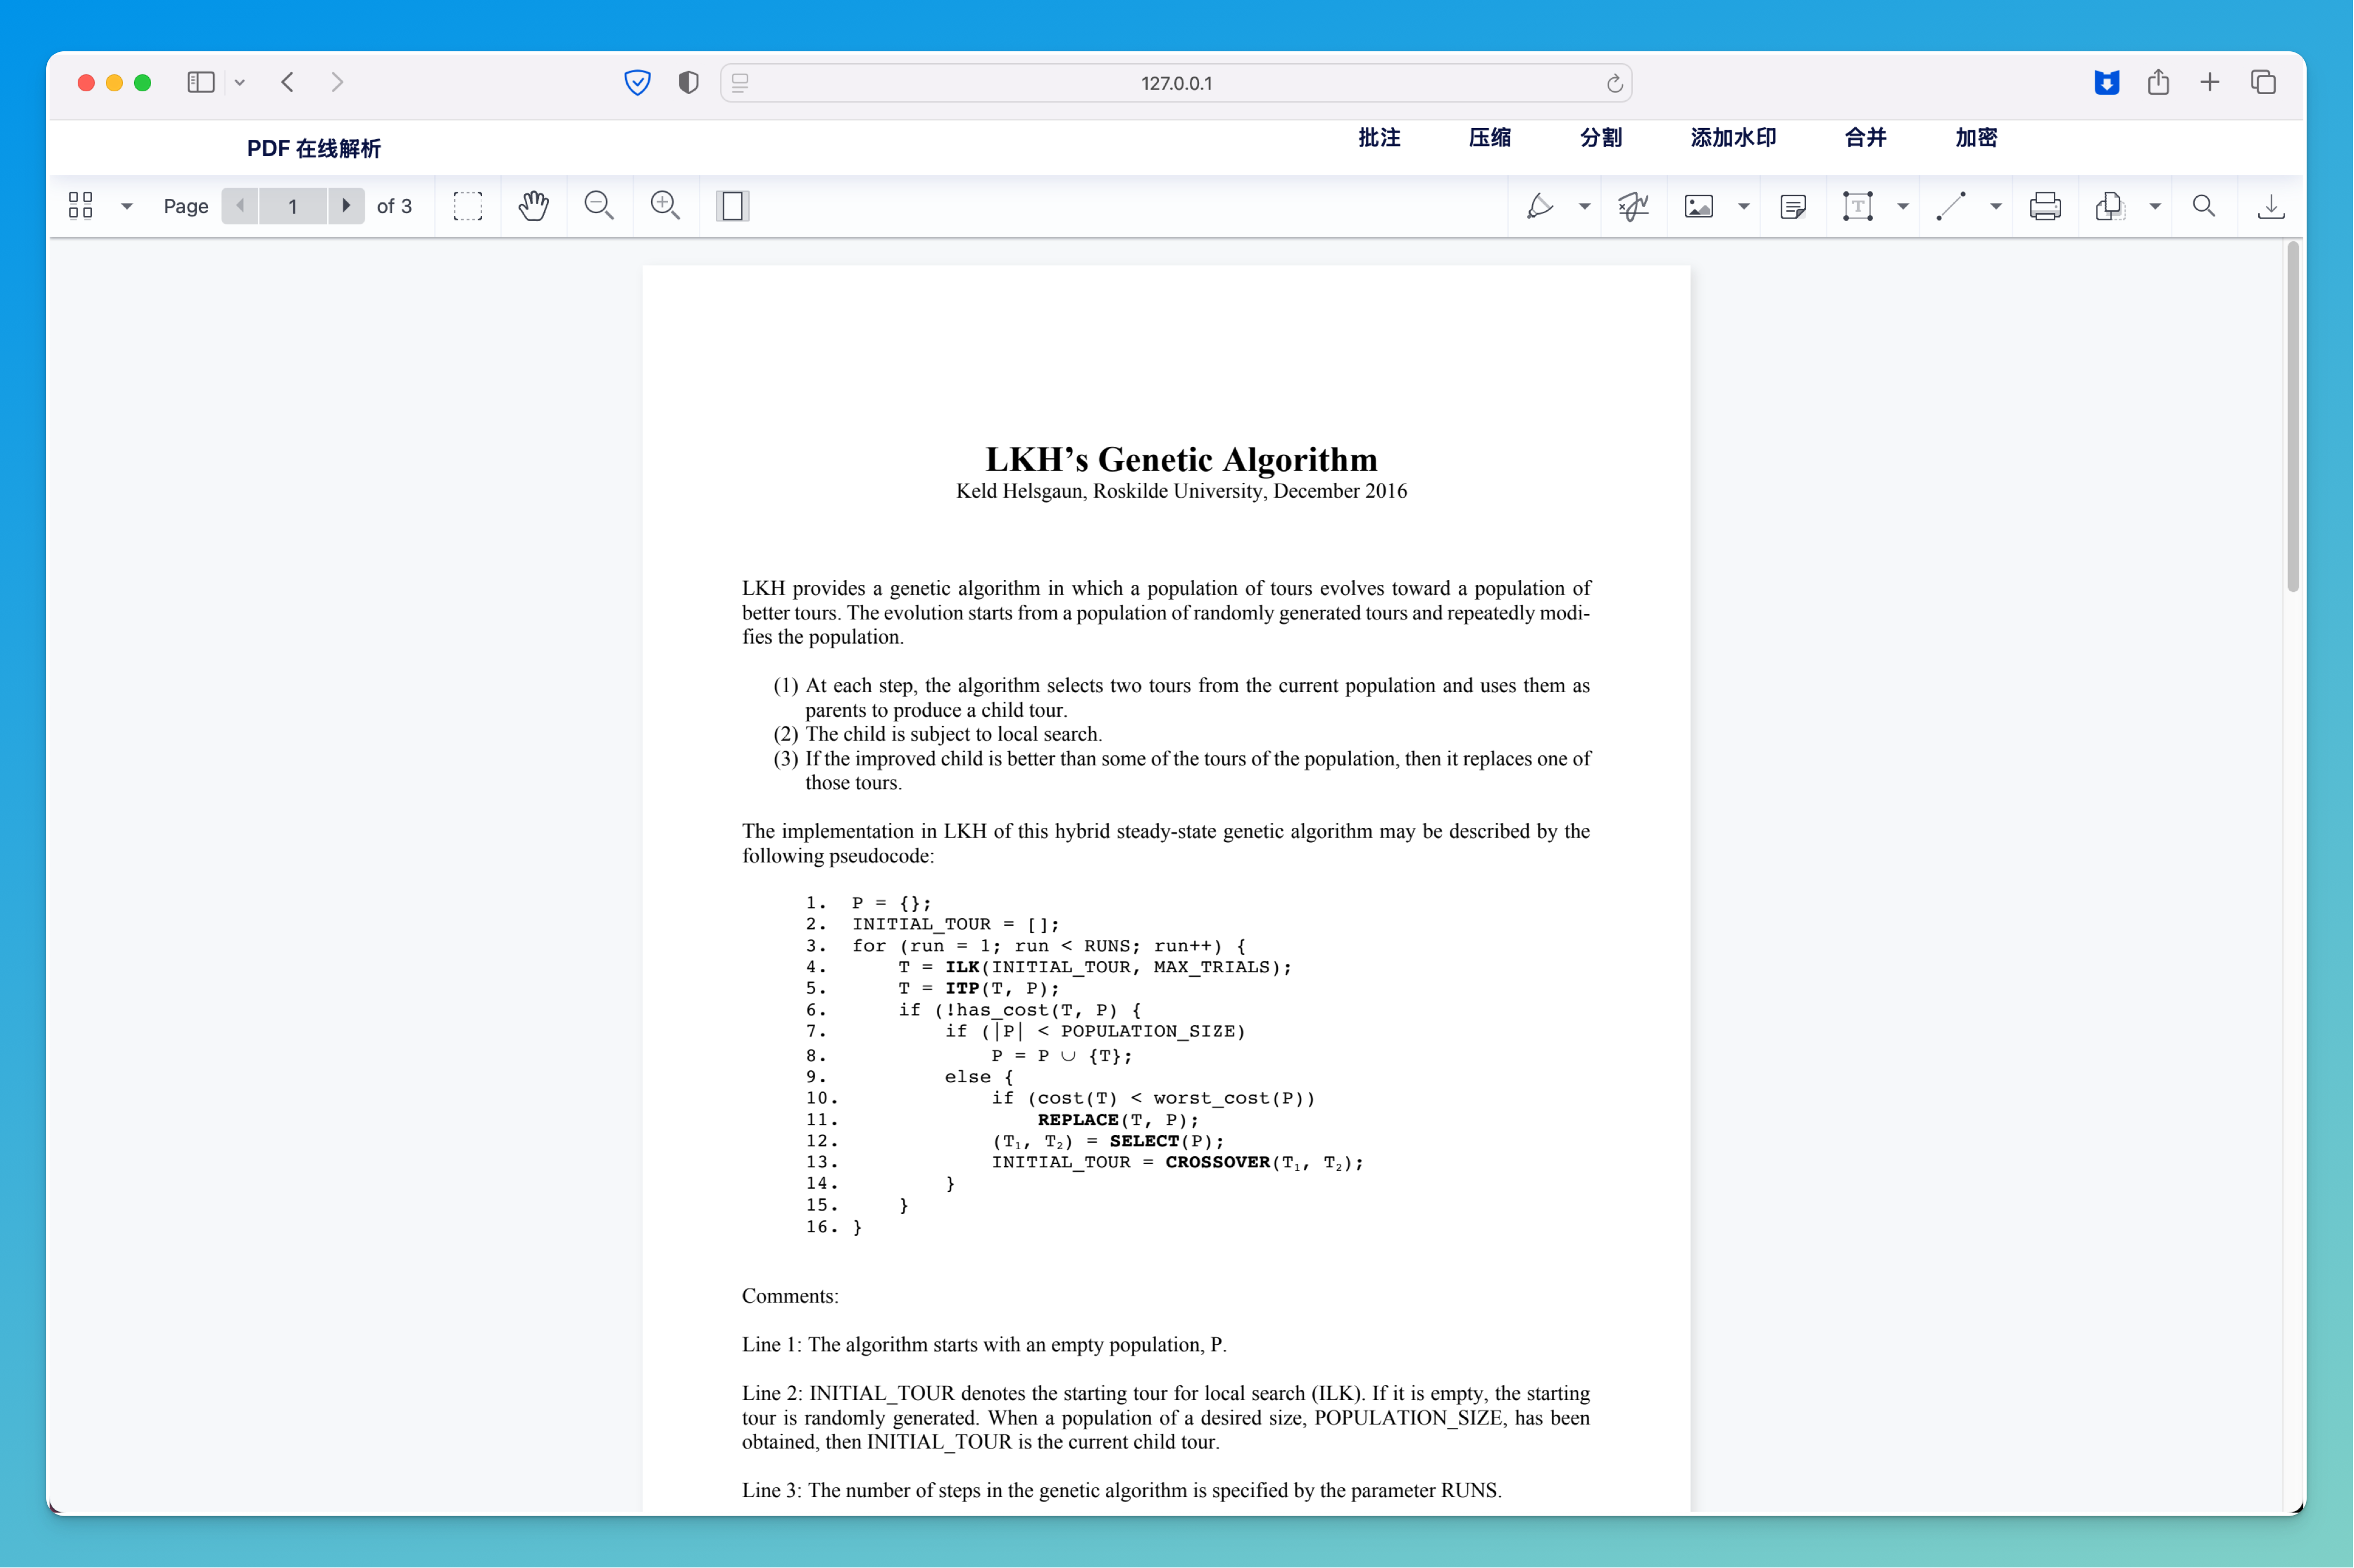 127.0.0.1
PDF 在线解析
批注 压缩 分割 添加水印 合并 加密
Page 1 of 3
LKH’s Genetic Algorithm
Keld Helsgaun, Roskilde University, December 2016
LKH provides a genetic algorithm in which a population of tours evolves toward a population of
better tours. The evolution starts from a population of randomly generated tours and repeatedly modi-
fies the population.
(1) At each step, the algorithm selects two tours from the current population and uses them as
parents to produce a child tour.
(2) The child is subject to local search.
(3) If the improved child is better than some of the tours of the population, then it replaces one of
those tours.
The implementation in LKH of this hybrid steady-state genetic algorithm may be described by the
following pseudocode:
1. P = {};
2. INITIAL_TOUR = [];
3. for (run = 1; run < RUNS; run++) {
4. T = ILK(INITIAL_TOUR, MAX_TRIALS);
5. T = ITP(T, P);
6. if (!has_cost(T, P) {
7. if (|P| < POPULATION_SIZE)
8. P = P ∪ {T};
9. else {
10. if (cost(T) < worst_cost(P))
11. REPLACE(T, P);
12. (T₁, T₂) = SELECT(P);
13. INITIAL_TOUR = CROSSOVER(T₁, T₂);
14. }
15. }
16. }
Comments:
Line 1: The algorithm starts with an empty population, P.
Line 2: INITIAL_TOUR denotes the starting tour for local search (ILK). If it is empty, the starting
tour is randomly generated. When a population of a desired size, POPULATION_SIZE, has been
obtained, then INITIAL_TOUR is the current child tour.
Line 3: The number of steps in the genetic algorithm is specified by the parameter RUNS.